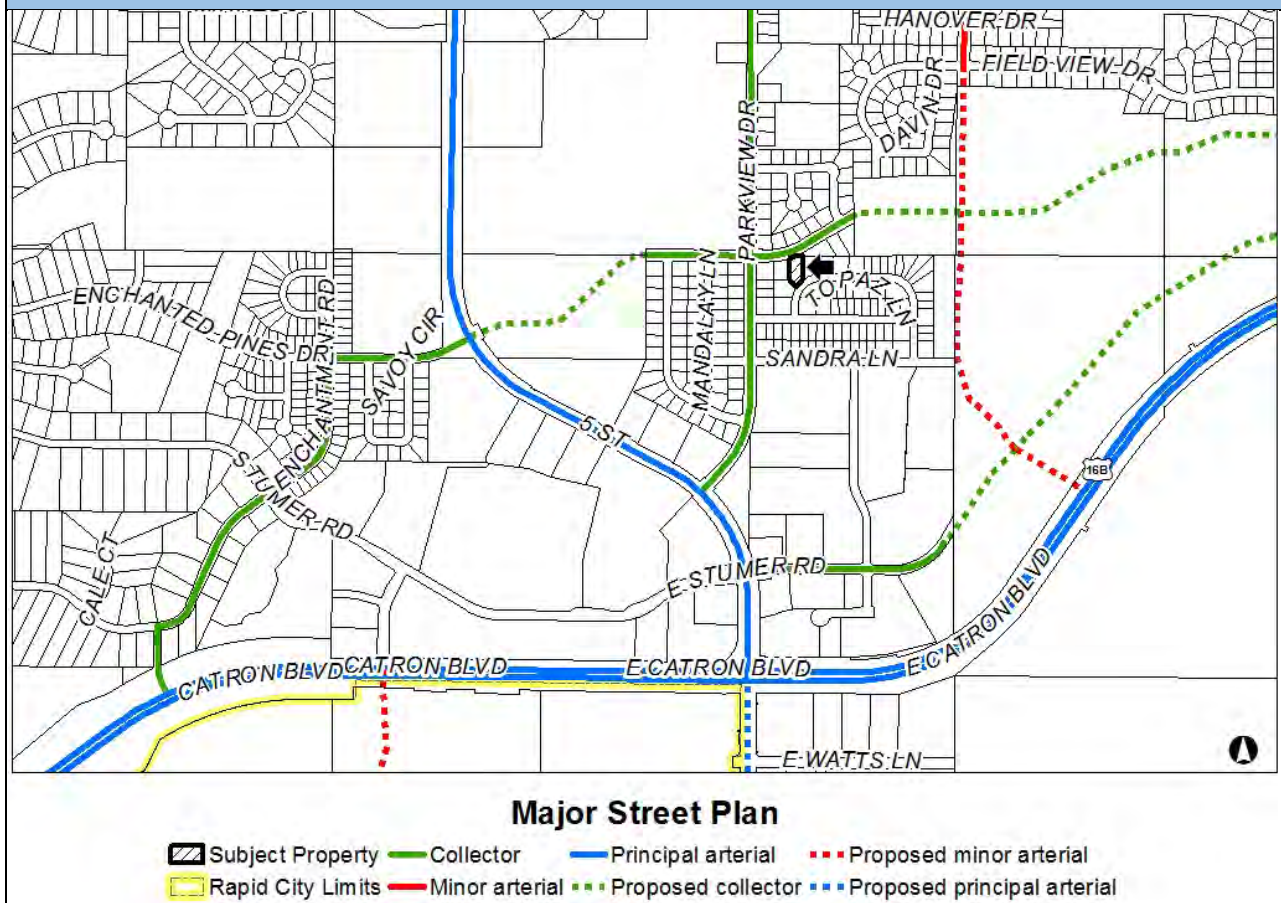 HANOVER DR
FIELD VIEW DR
DAVIN DR
PARKVIEW DR
TOPAZ LN
MANDALAY LN
SANDRA LN
ENCHANTED PINES DR
ENCHANTMENT RD
SAVOY CIR
5 ST
S TUMER RD
16B
CALE CT
E STUMER RD
E CATRON BLVD
CATRON BLVD
CATRON BLVD
E CATRON BLVD
E WATTS LN
Major Street Plan
Subject Property Collector Principal arterial Proposed minor arterial
Rapid City Limits Minor arterial Proposed collector Proposed principal arterial